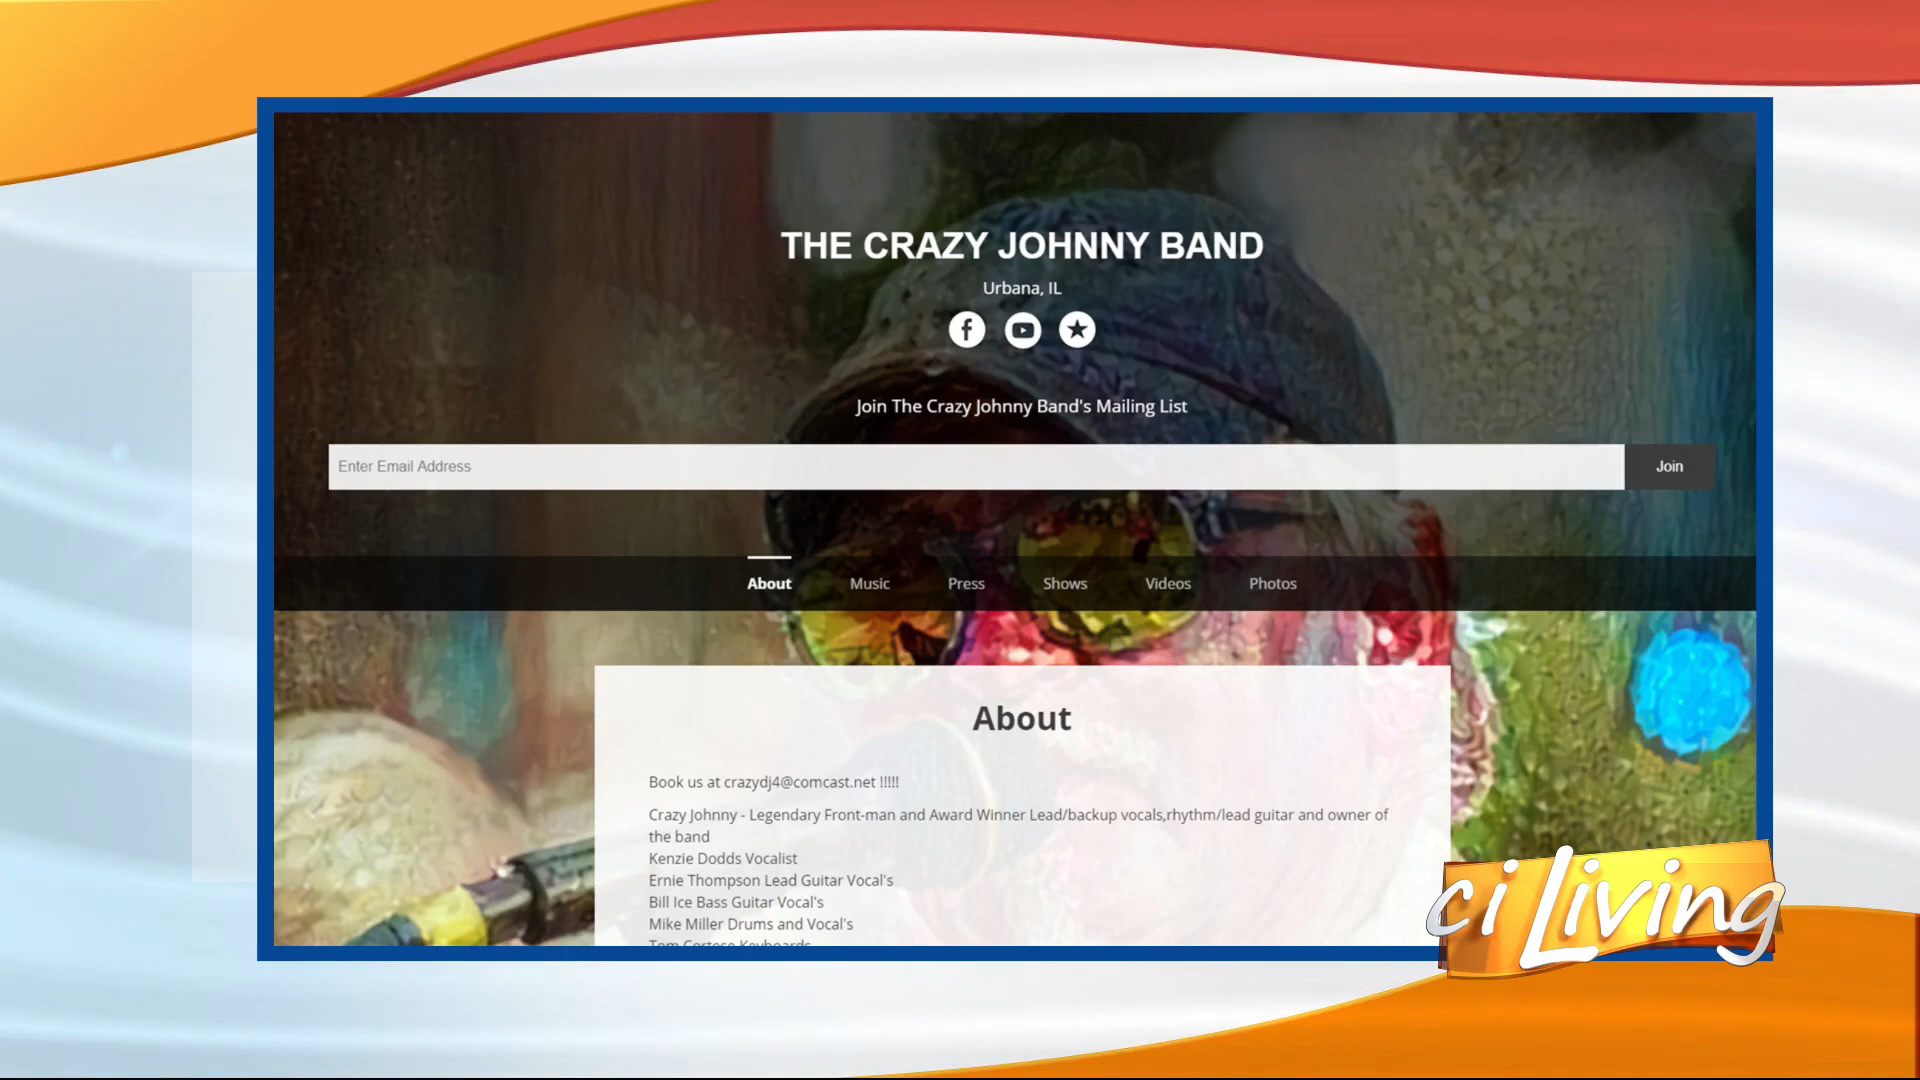 THE CRAZY JOHNNY BAND
Urbana, IL
Join The Crazy Johnny Band's Mailing List
Enter Email Address
Join
About
Music
Press
Shows
Videos
Photos
About
Book us at crazydj4@comcast.net !!!!!
Crazy Johnny - Legendary Front-man and Award Winner Lead/backup vocals,rhythm/lead guitar and owner of
the band
Kenzie Dodds Vocalist
Ernie Thompson Lead Guitar Vocal's
Bill Ice Bass Guitar Vocal's
Mike Miller Drums and Vocal's
Tom Cortese Keyboards
ci Living